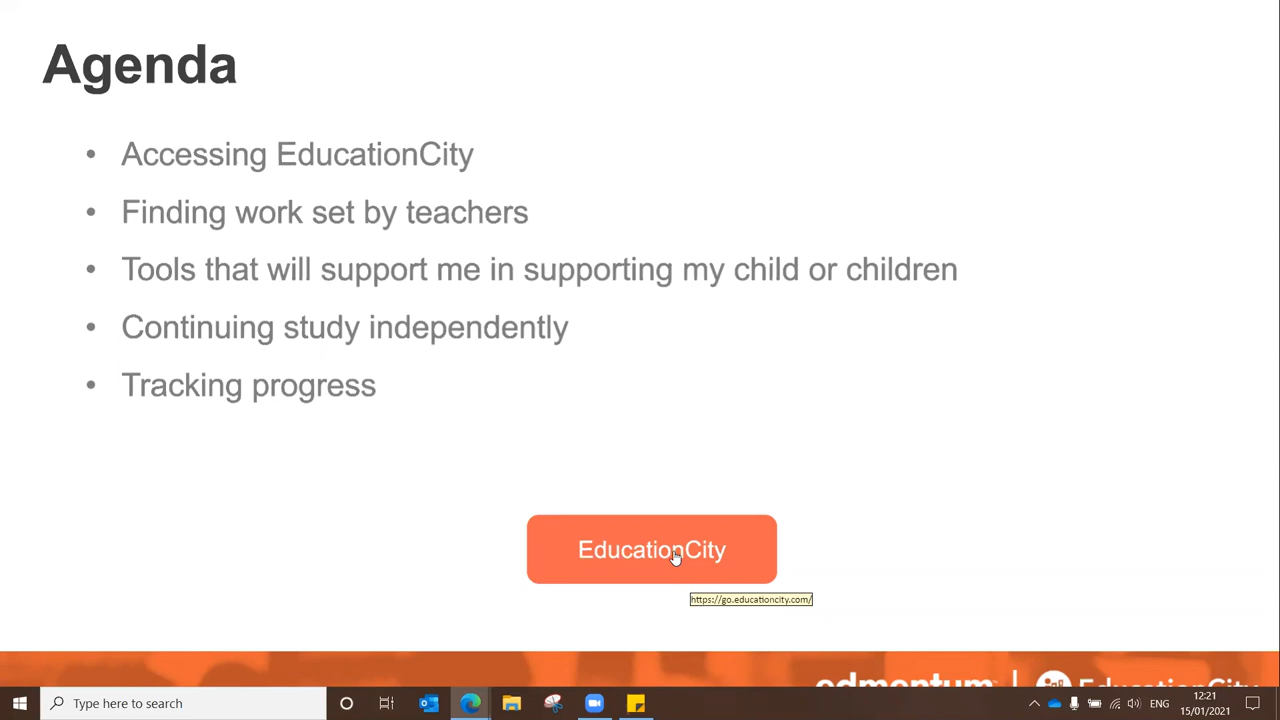 Agenda
• Accessing EducationCity
• Finding work set by teachers
• Tools that will support me in supporting my child or children
• Continuing study independently
• Tracking progress
EducationCity
https://go.educationcity.com/
edmentum™ | EducationCity
Type here to search
ENG
12:21
15/01/2021